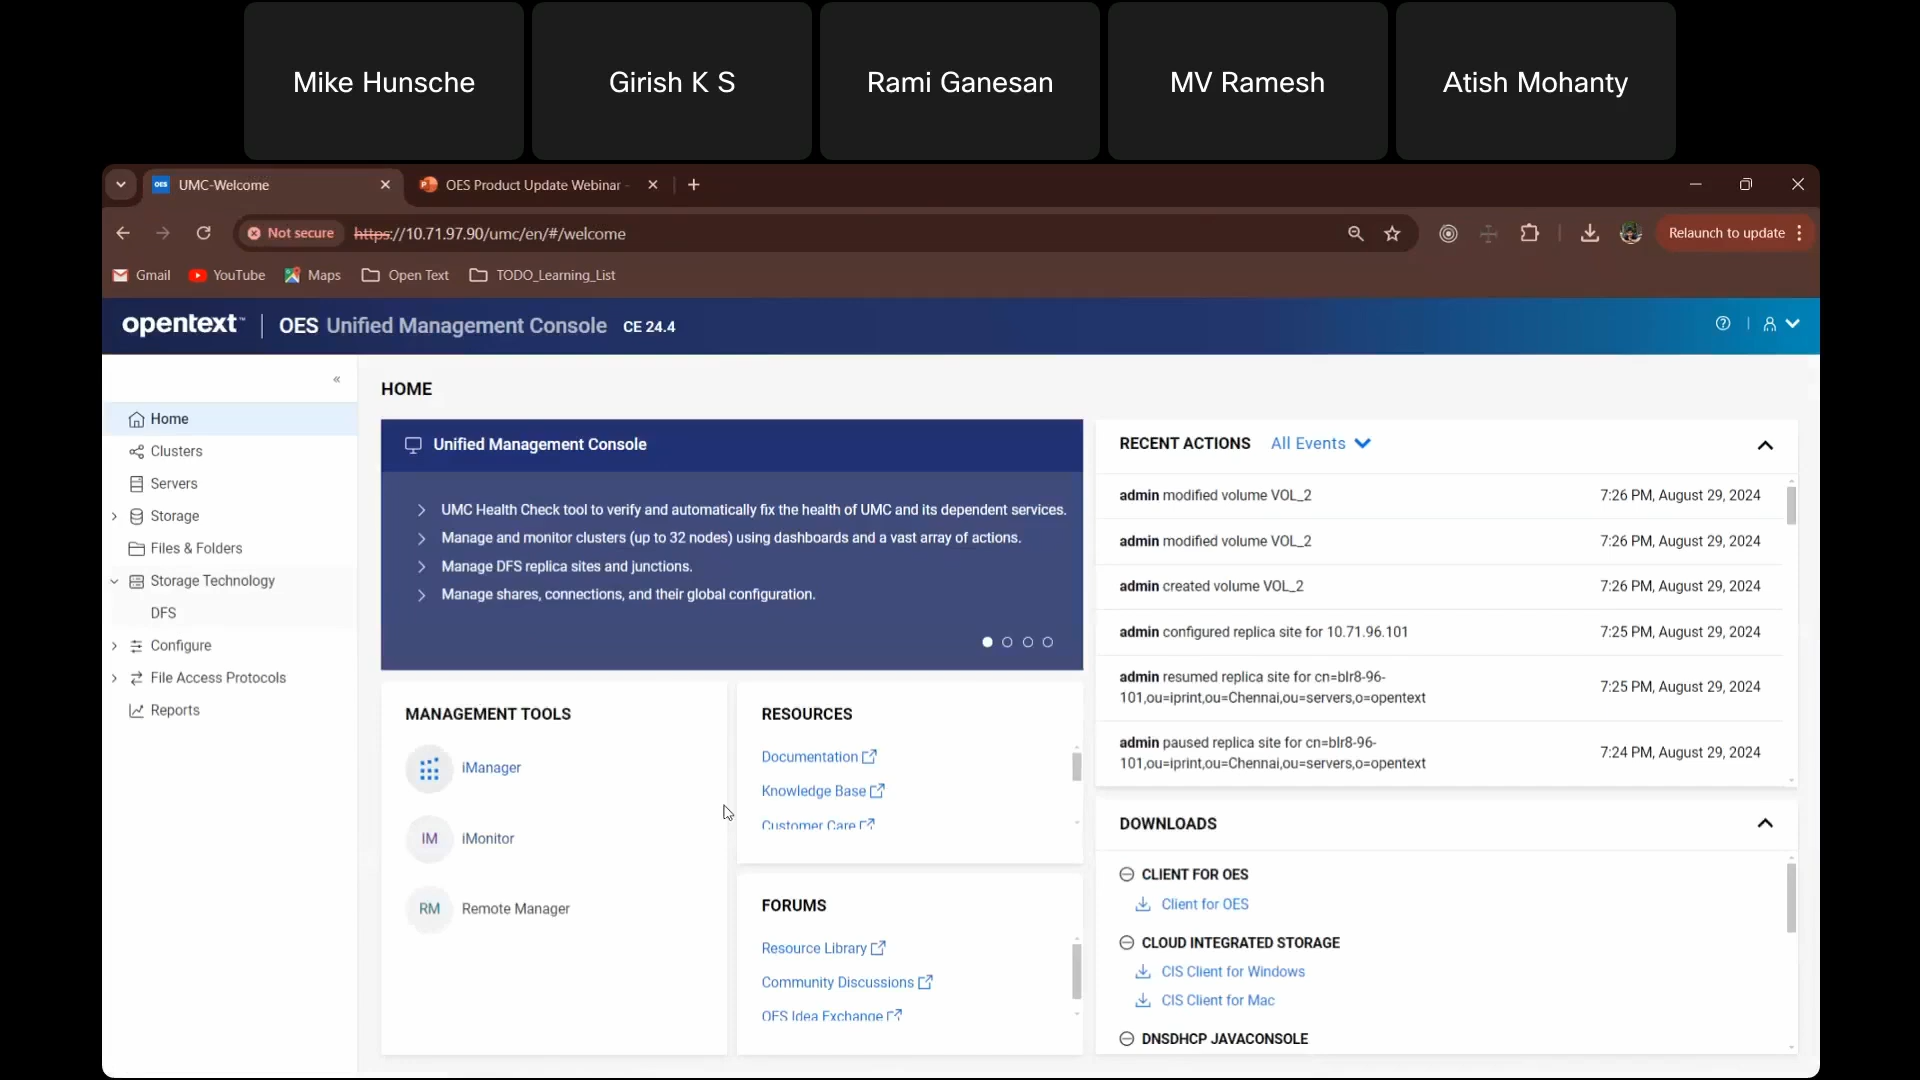 Mike Hunsche
Girish K S
Rami Ganesan
MV Ramesh
Atish Mohanty
OES UMC-Welcome
OES Product Update Webinar -
Not secure https://10.71.97.90/umc/en/#/welcome
Relaunch to update
Gmail
YouTube
Maps
Open Text
TODO_Learning_List
opentext™ | OES Unified Management Console CE 24.4
Home
Clusters
Servers
Storage
Files & Folders
Storage Technology
DFS
Configure
File Access Protocols
Reports
HOME
Unified Management Console
UMC Health Check tool to verify and automatically fix the health of UMC and its dependent services.
Manage and monitor clusters (up to 32 nodes) using dashboards and a vast array of actions.
Manage DFS replica sites and junctions.
Manage shares, connections, and their global configuration.
MANAGEMENT TOOLS
iManager
IM iMonitor
RM Remote Manager
RESOURCES
Documentation
Knowledge Base
Customer Care
FORUMS
Resource Library
Community Discussions
OES Idea Exchange
RECENT ACTIONS All Events
admin modified volume VOL_2 7:26 PM, August 29, 2024
admin modified volume VOL_2 7:26 PM, August 29, 2024
admin created volume VOL_2 7:26 PM, August 29, 2024
admin configured replica site for 10.71.96.101 7:25 PM, August 29, 2024
admin resumed replica site for cn=blr8-96-
101,ou=iprint,ou=Chennai,ou=servers,o=opentext 7:25 PM, August 29, 2024
admin paused replica site for cn=blr8-96-
101,ou=iprint,ou=Chennai,ou=servers,o=opentext 7:24 PM, August 29, 2024
DOWNLOADS
CLIENT FOR OES
Client for OES
CLOUD INTEGRATED STORAGE
CIS Client for Windows
CIS Client for Mac
DNSDHCP JAVACONSOLE